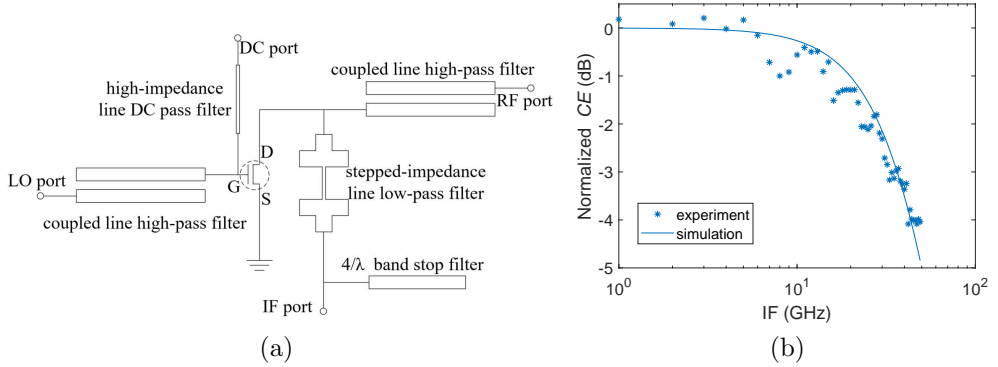 DC port
high-impedance
line DC pass filter
coupled line high-pass filter
RF port
D
G
S
LO port
coupled line high-pass filter
stepped-impedance
line low-pass filter
4/λ band stop filter
IF port
(a)
Normalized CE (dB)
0
-1
-2
-3
-4
-5
experiment
simulation
10^0
10^1
10^2
IF (GHz)
(b)